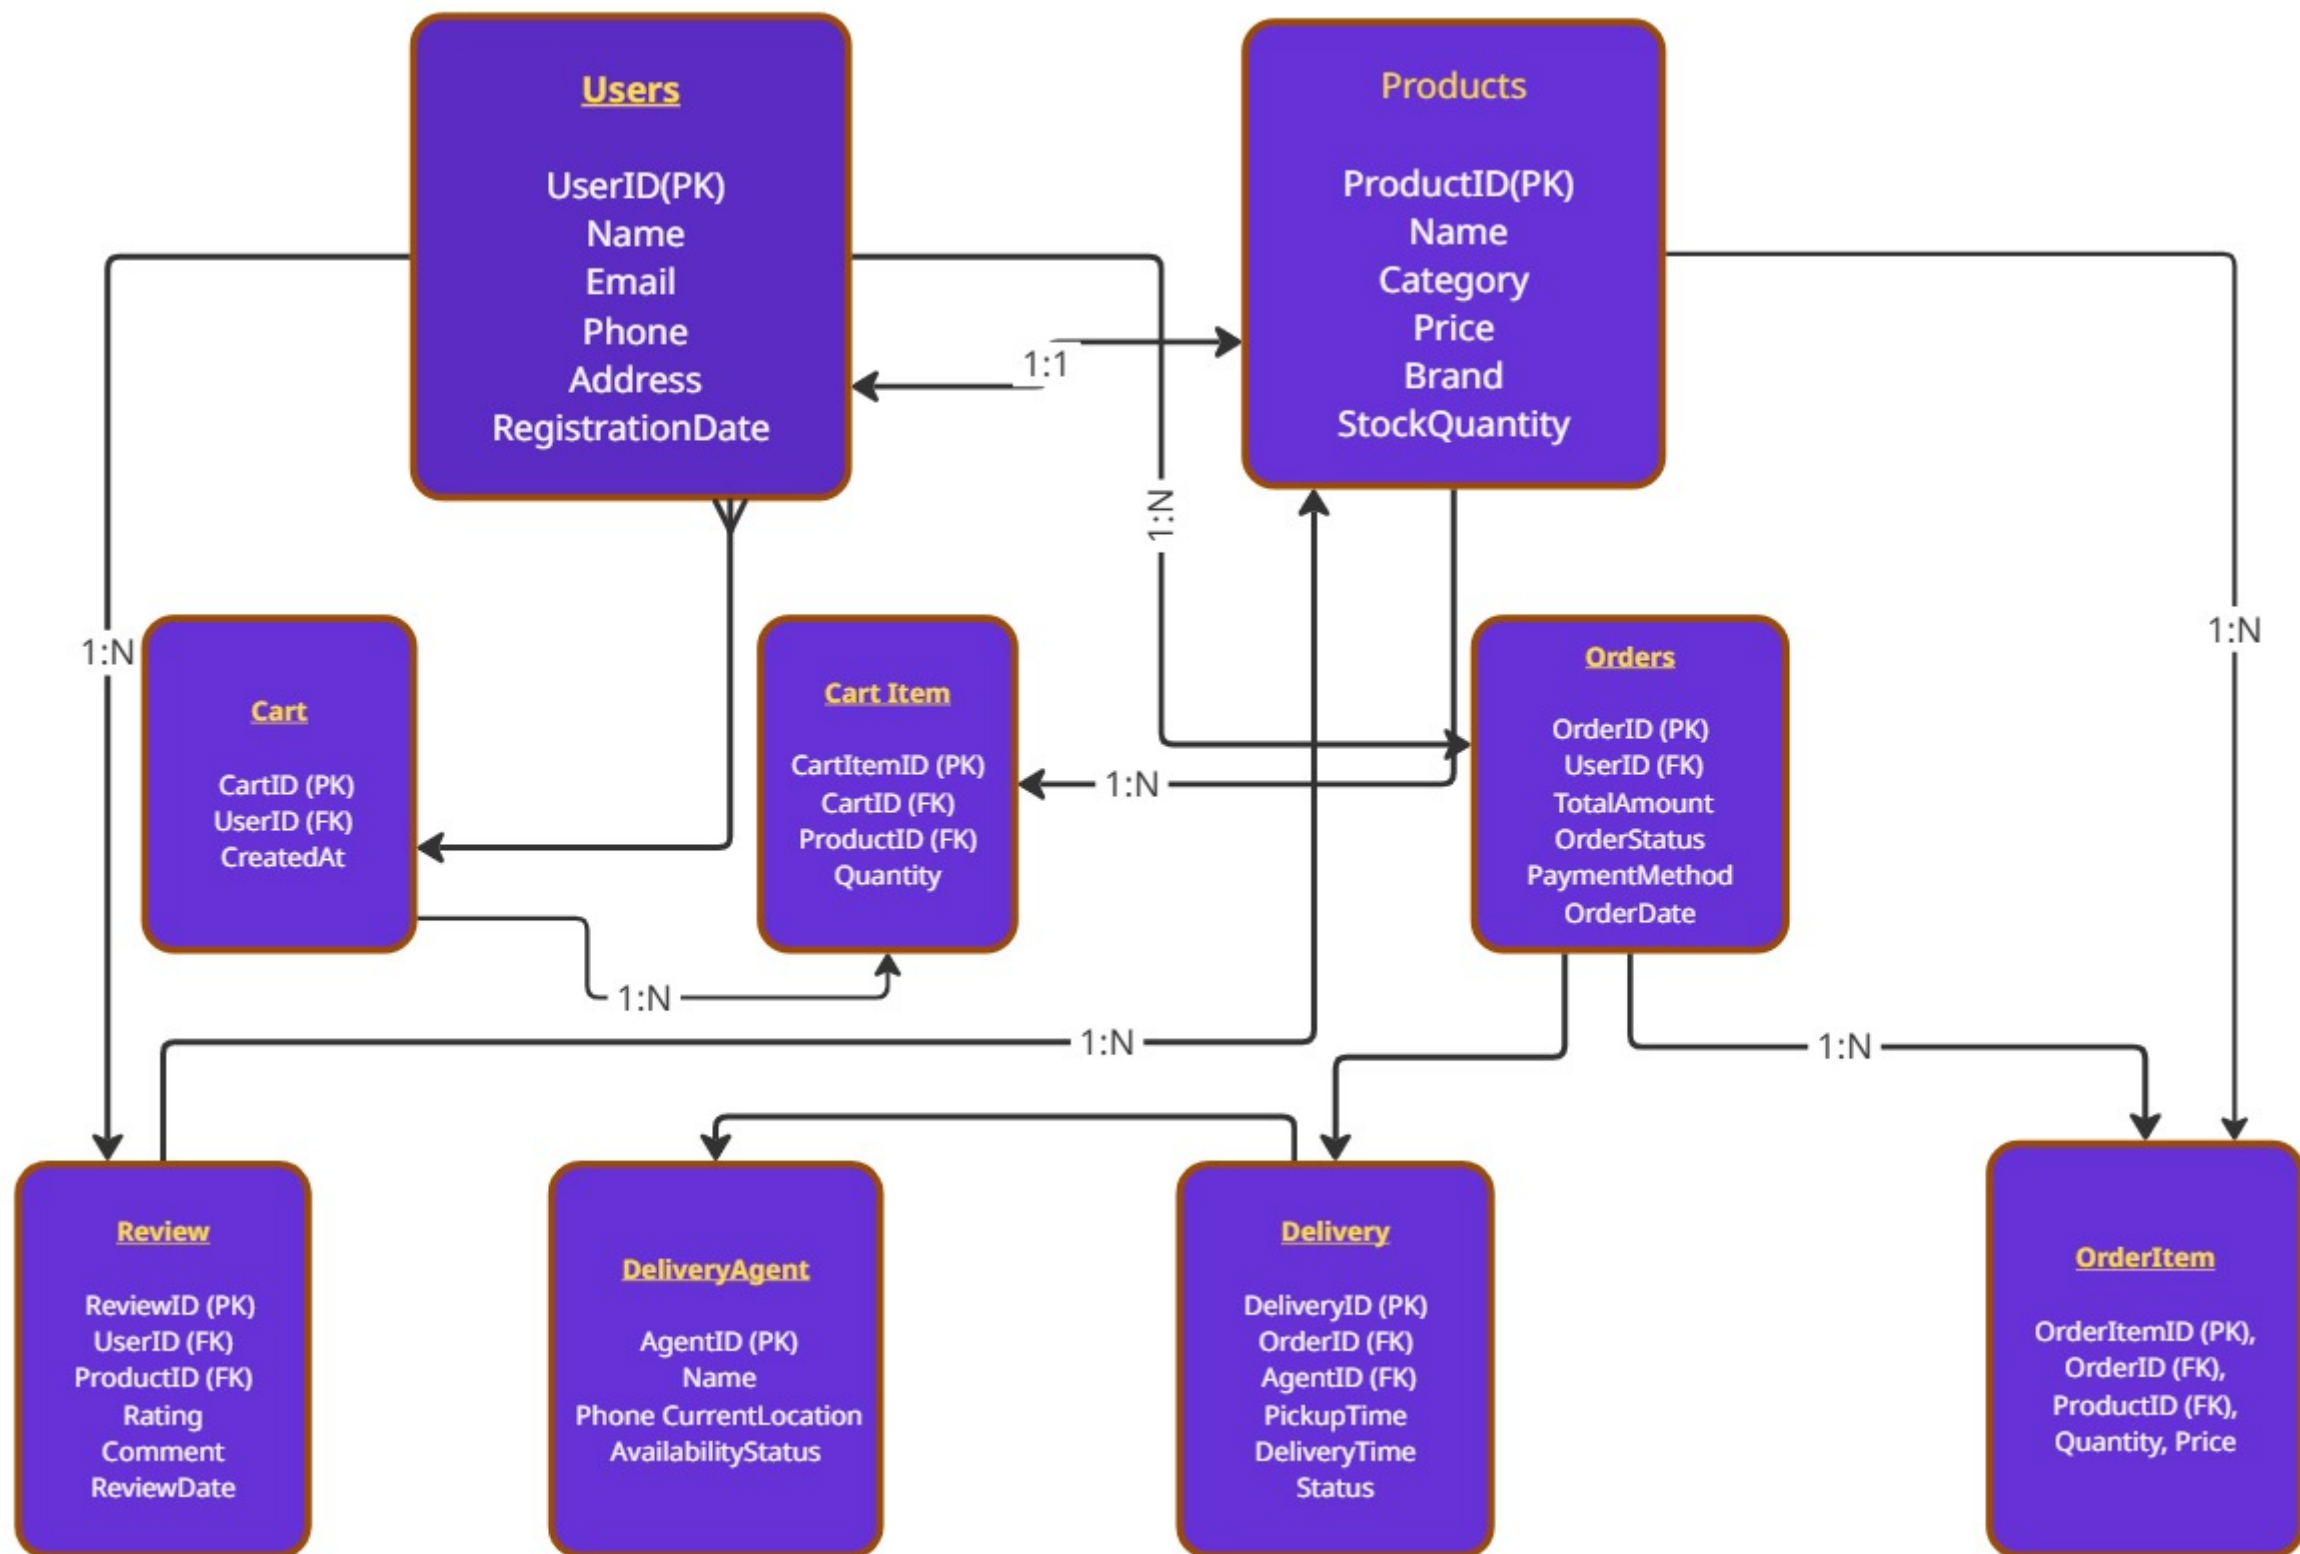 Users
UserID(PK)
Name
Email
Phone
Address
RegistrationDate
Products
ProductID(PK)
Name
Category
Price
Brand
StockQuantity
1:1
1:N
1:N
1:N
Cart
CartID (PK)
UserID (FK)
CreatedAt
Cart Item
CartItemID (PK)
CartID (FK)
ProductID (FK)
Quantity
1:N
Orders
OrderID (PK)
UserID (FK)
TotalAmount
OrderStatus
PaymentMethod
OrderDate
1:N
1:N
1:N
Review
ReviewID (PK)
UserID (FK)
ProductID (FK)
Rating
Comment
ReviewDate
DeliveryAgent
AgentID (PK)
Name
Phone CurrentLocation
AvailabilityStatus
Delivery
DeliveryID (PK)
OrderID (FK)
AgentID (FK)
PickupTime
DeliveryTime
Status
OrderItem
OrderItemID (PK),
OrderID (FK),
ProductID (FK),
Quantity, Price